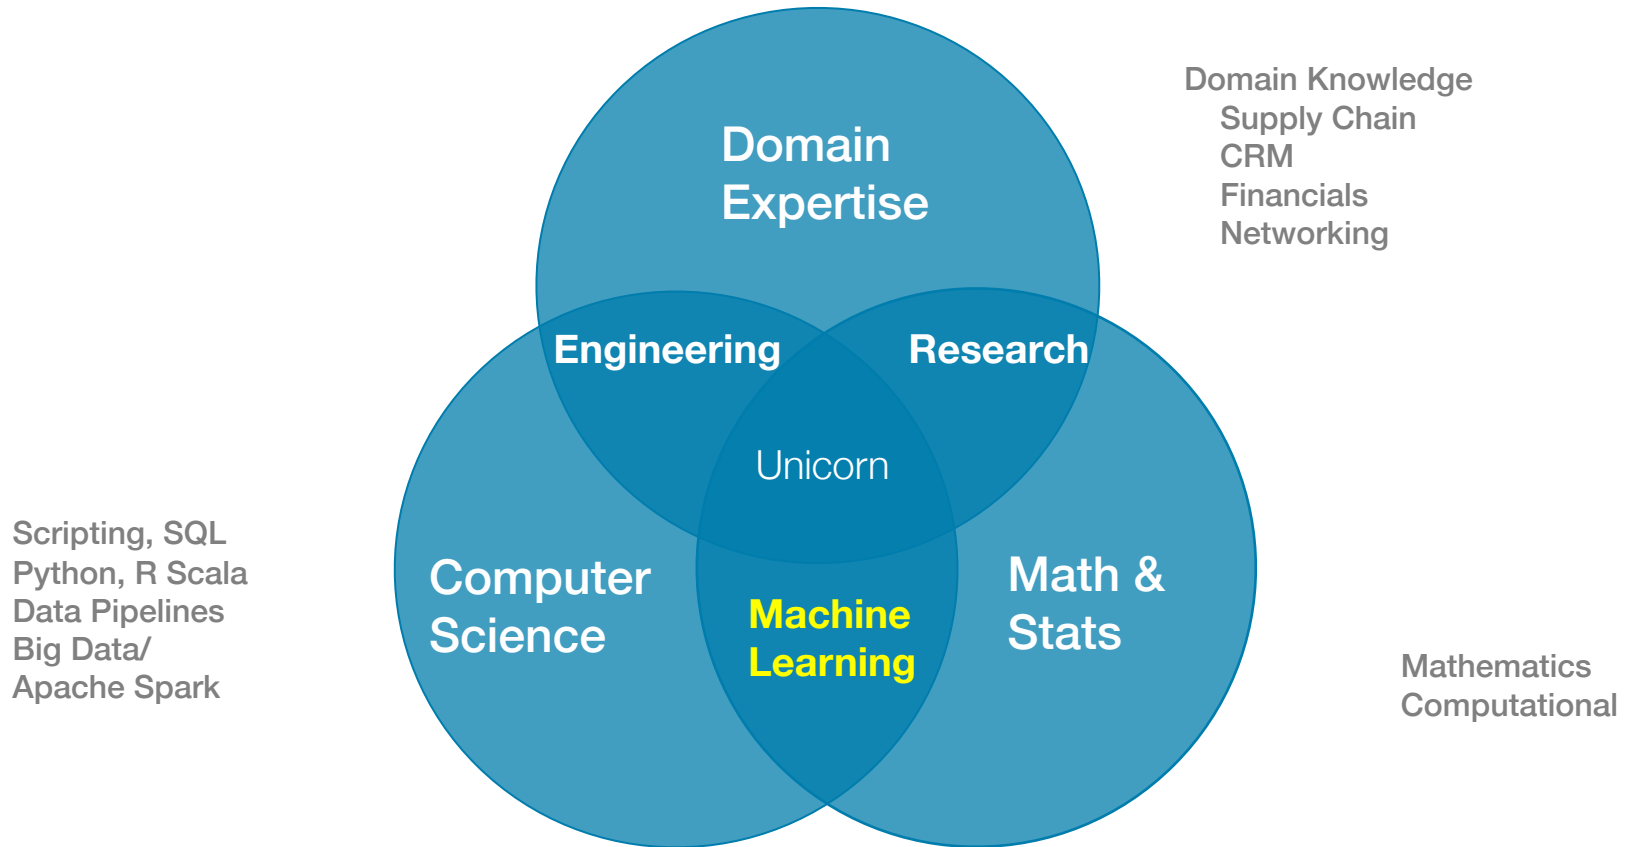 Domain
Expertise
Domain Knowledge
Supply Chain
CRM
Financials
Networking
Engineering
Research
Unicorn
Scripting, SQL
Python, R Scala
Data Pipelines
Big Data/
Apache Spark
Computer
Science
Machine
Learning
Math &
Stats
Mathematics
Computational